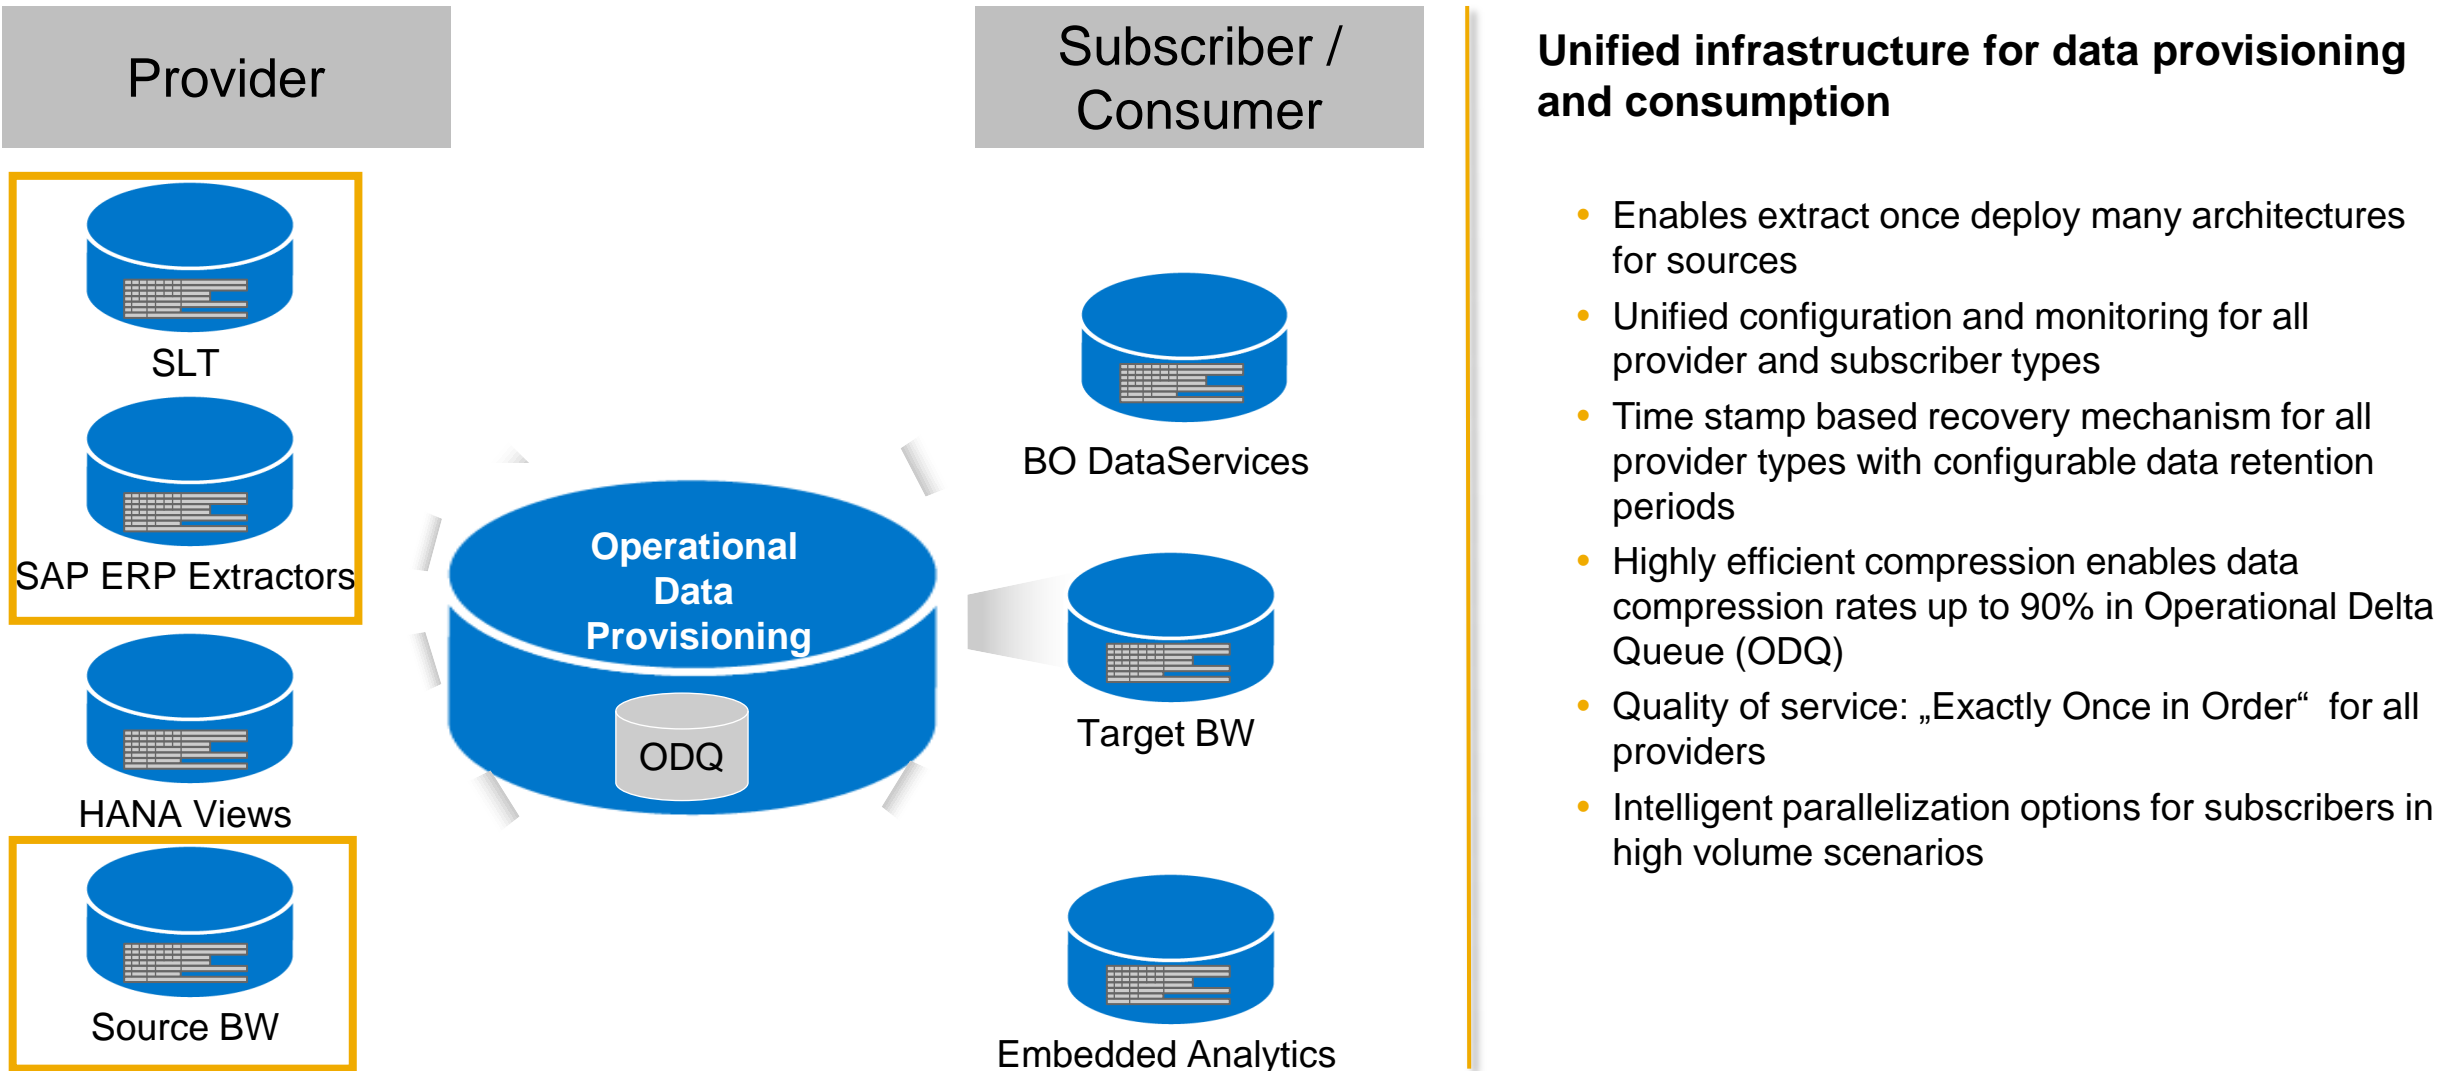 Provider
Subscriber /
Consumer
SLT
SAP ERP Extractors
HANA Views
Source BW
Operational
Data
Provisioning
ODQ
BO DataServices
Target BW
Embedded Analytics
Unified infrastructure for data provisioning
and consumption
• Enables extract once deploy many architectures
for sources
• Unified configuration and monitoring for all
provider and subscriber types
• Time stamp based recovery mechanism for all
provider types with configurable data retention
periods
• Highly efficient compression enables data
compression rates up to 90% in Operational Delta
Queue (ODQ)
• Quality of service: „Exactly Once in Order“ for all
providers
• Intelligent parallelization options for subscribers in
high volume scenarios